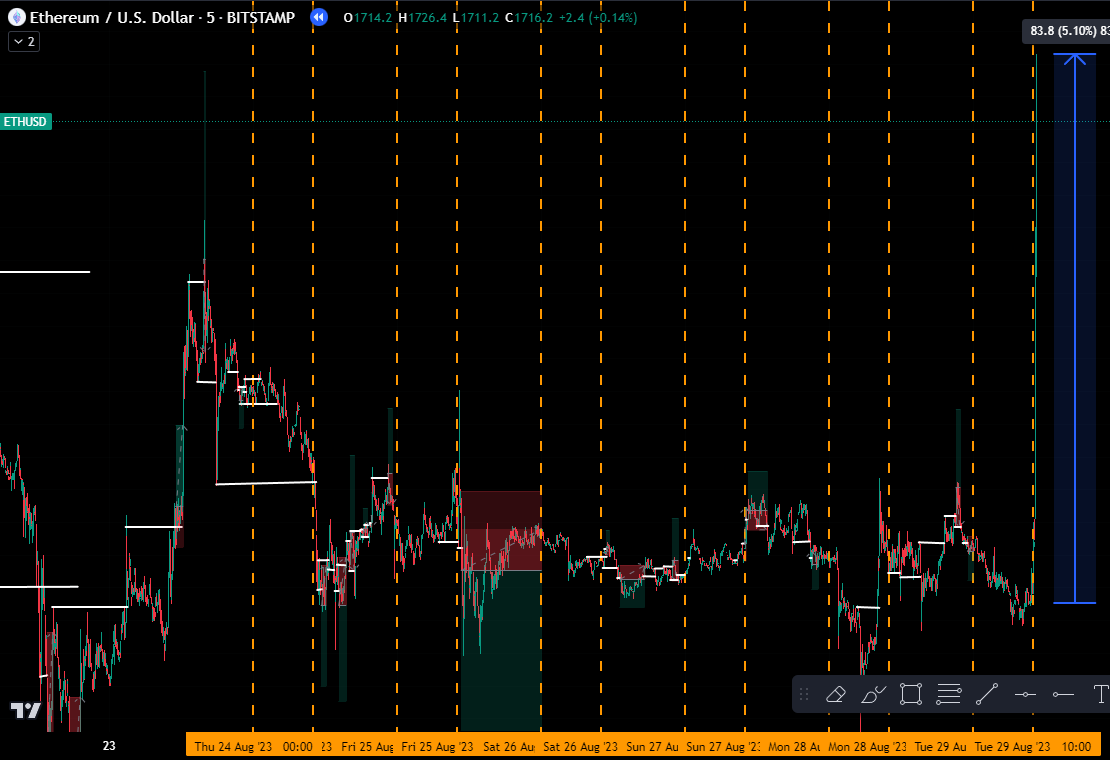 Ethereum / U.S. Dollar · 5 · BITSTAMP O1714.2 H1726.4 L1711.2 C1716.2 +2.4 (+0.14%)
83.8 (5.10%) 83
2
ETHUSD
T
23 Thu 24 Aug '23 00:00 '23 Fri 25 Aug Fri 25 Aug '23 Sat 26 Au Sat 26 Aug '23 Sun 27 Au Sun 27 Aug '23 Mon 28 Au Mon 28 Aug '23 Tue 29 Au Tue 29 Aug '23 10:00